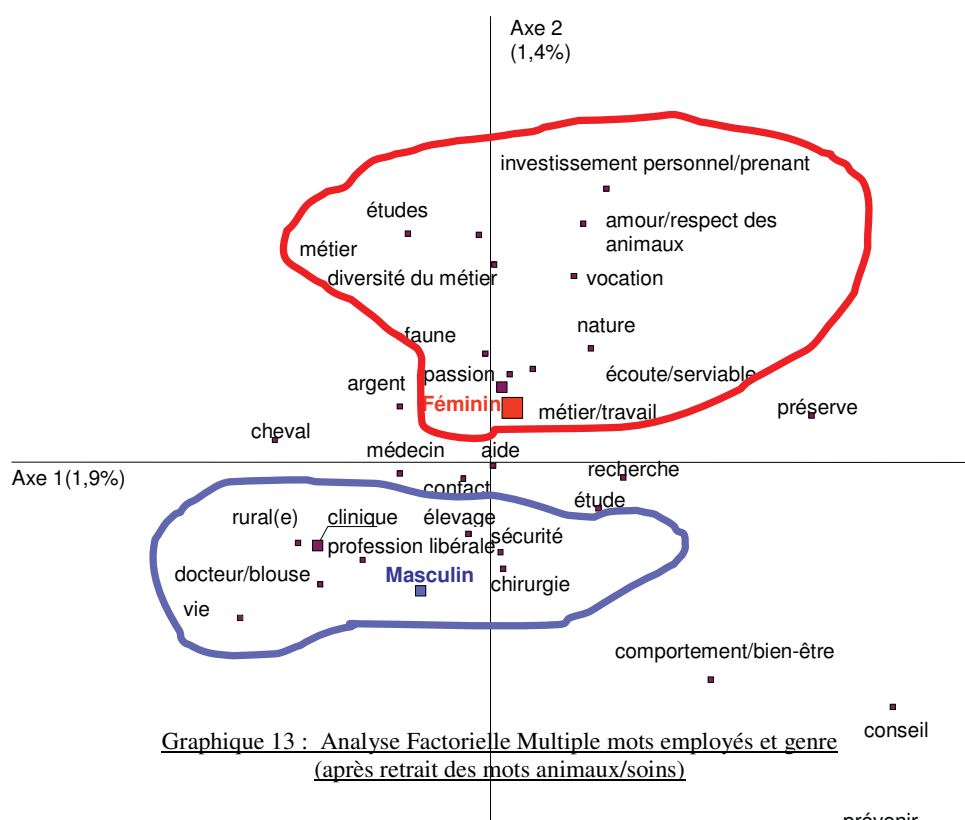 Axe 2
(1,4%)
investissement personnel/prenant
études
amour/respect des
animaux
métier
diversité du métier
vocation
nature
faune
passion
écoute/serviable
argent
Féminin
métier/travail
préserve
cheval
médecin
aide
Axe 1(1,9%)
recherche
contact
étude
rural(e)
clinique
élevage
sécurité
profession libérale
docteur/blouse
Masculin
chirurgie
vie
comportement/bien-être
conseil
Graphique 13 : Analyse Factorielle Multiple mots employés et genre
(après retrait des mots animaux/soins)
prévenir